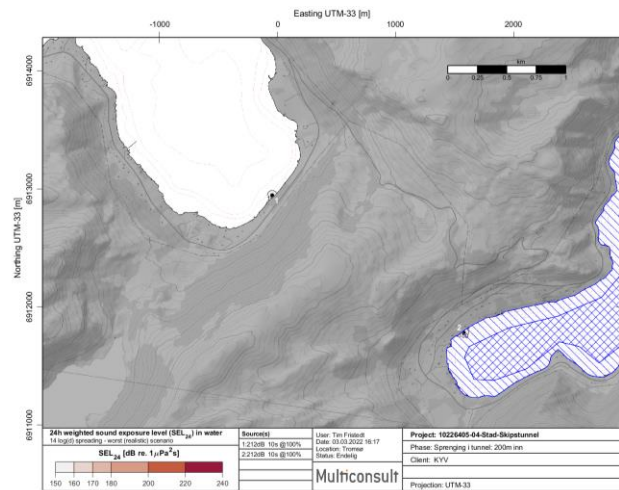 Easting UTM-33 [m]
-1000 0 1000 2000
km
0 0.25 0.5 0.75 1
6914000
6913000
Northing UTM-33 [m]
6912000
6911000
1
2
24h weighted sound exposure level (SEL24) in water
14 log(d) spreading - worst (realistic) scenario
SEL24 [dB re. 1μPa²s]
150 160 170 180 200 220 240
Source(s)
1:212dB 10s @100%
2:212dB 10s @100%
User: Tim Fristedt
Date: 03.03.2022 16:17
Location: Tromsø
Status: Endelig
Multiconsult
Project: 10226405-04-Stad-Skipstunnel
Phase: Sprenging i tunnel: 200m inn
Client: KYV
Projection: UTM-33